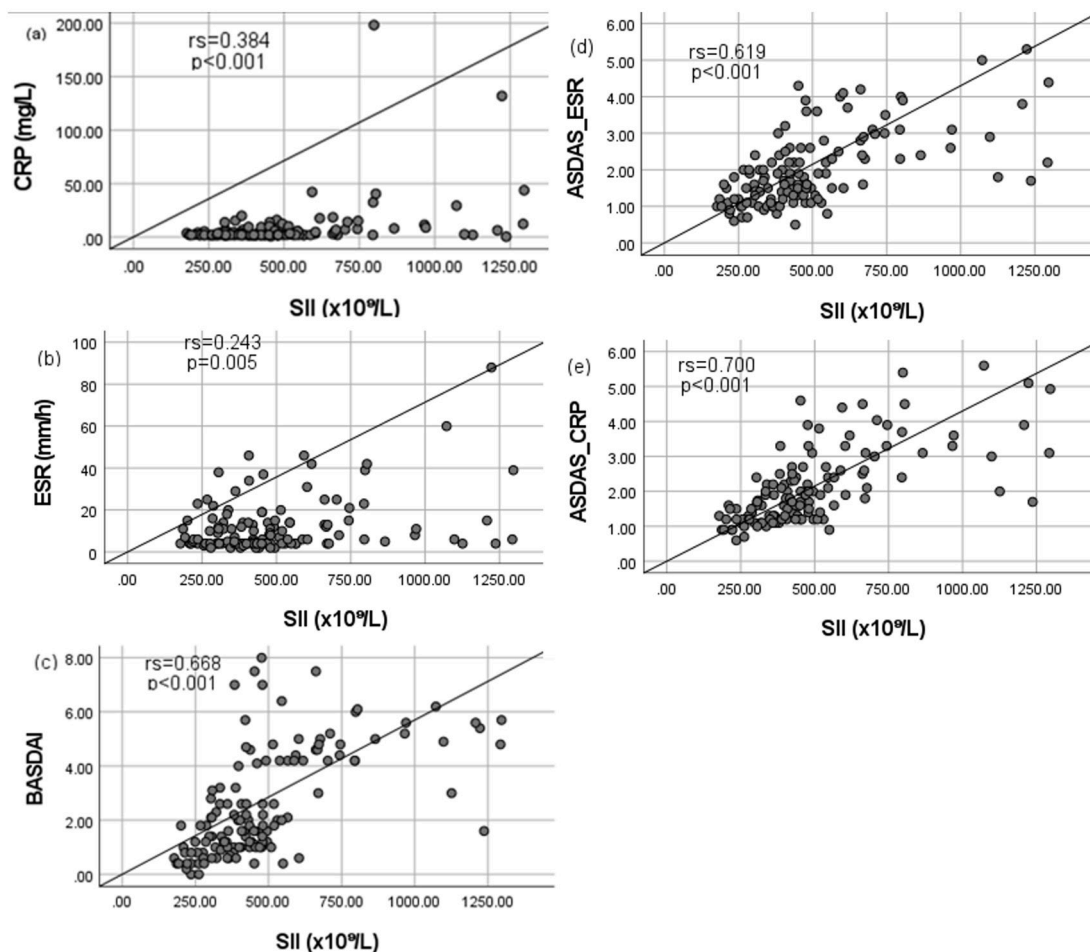 (a)
rs=0.384
p<0.001
CRP (mg/L)
200.00
150.00
100.00
50.00
.00
.00 250.00 500.00 750.00 1000.00 1250.00
SII (x10⁹/L)
(b)
rs=0.243
p=0.005
ESR (mm/h)
100
80
60
40
20
0
.00 250.00 500.00 750.00 1000.00 1250.00
SII (x10⁹/L)
(c)
rs=0.668
p<0.001
BASDAI
8.00
6.00
4.00
2.00
.00
.00 250.00 500.00 750.00 1000.00 1250.00
SII (x10⁹/L)
(d)
rs=0.619
p<0.001
ASDAS_ESR
6.00
5.00
4.00
3.00
2.00
1.00
.00
.00 250.00 500.00 750.00 1000.00 1250.00
SII (x10⁹/L)
(e)
rs=0.700
p<0.001
ASDAS_CRP
6.00
5.00
4.00
3.00
2.00
1.00
.00
.00 250.00 500.00 750.00 1000.00 1250.00
SII (x10⁹/L)